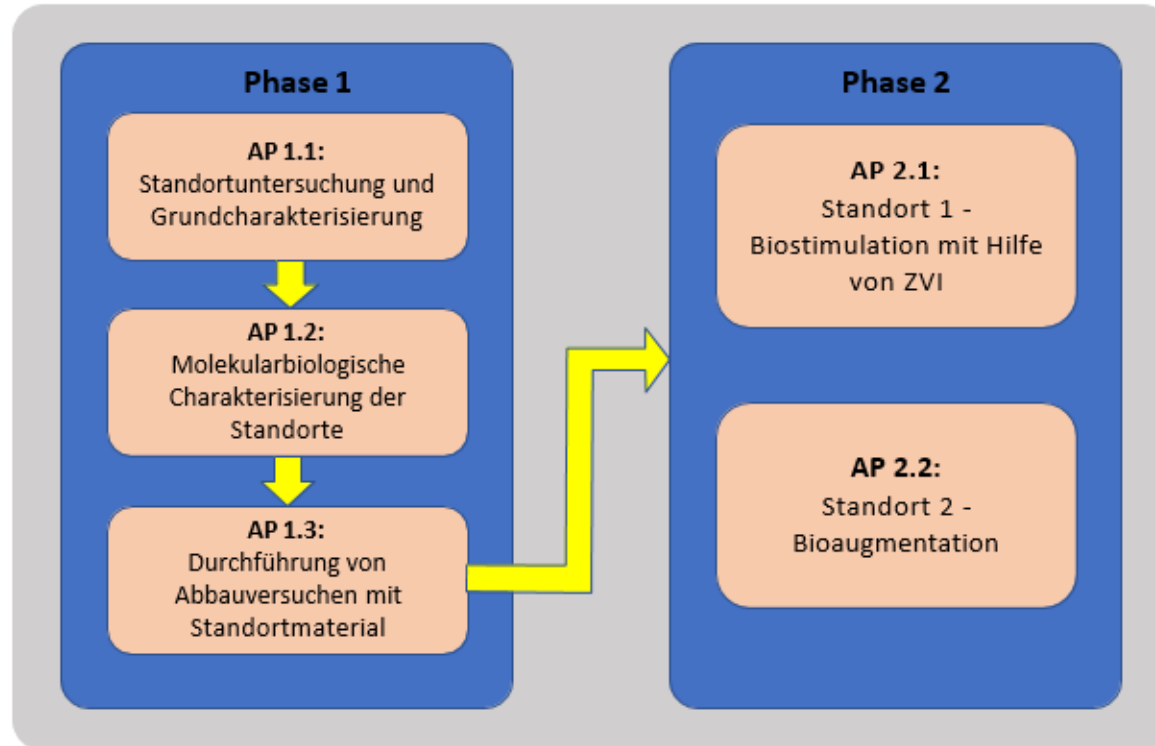 Phase 1
AP 1.1:
Standortuntersuchung und
Grundcharakterisierung
AP 1.2:
Molekularbiologische
Charakterisierung der
Standorte
AP 1.3:
Durchführung von
Abbauversuchen mit
Standortmaterial
Phase 2
AP 2.1:
Standort 1 -
Biostimulation mit Hilfe
von ZVI
AP 2.2:
Standort 2 -
Bioaugmentation